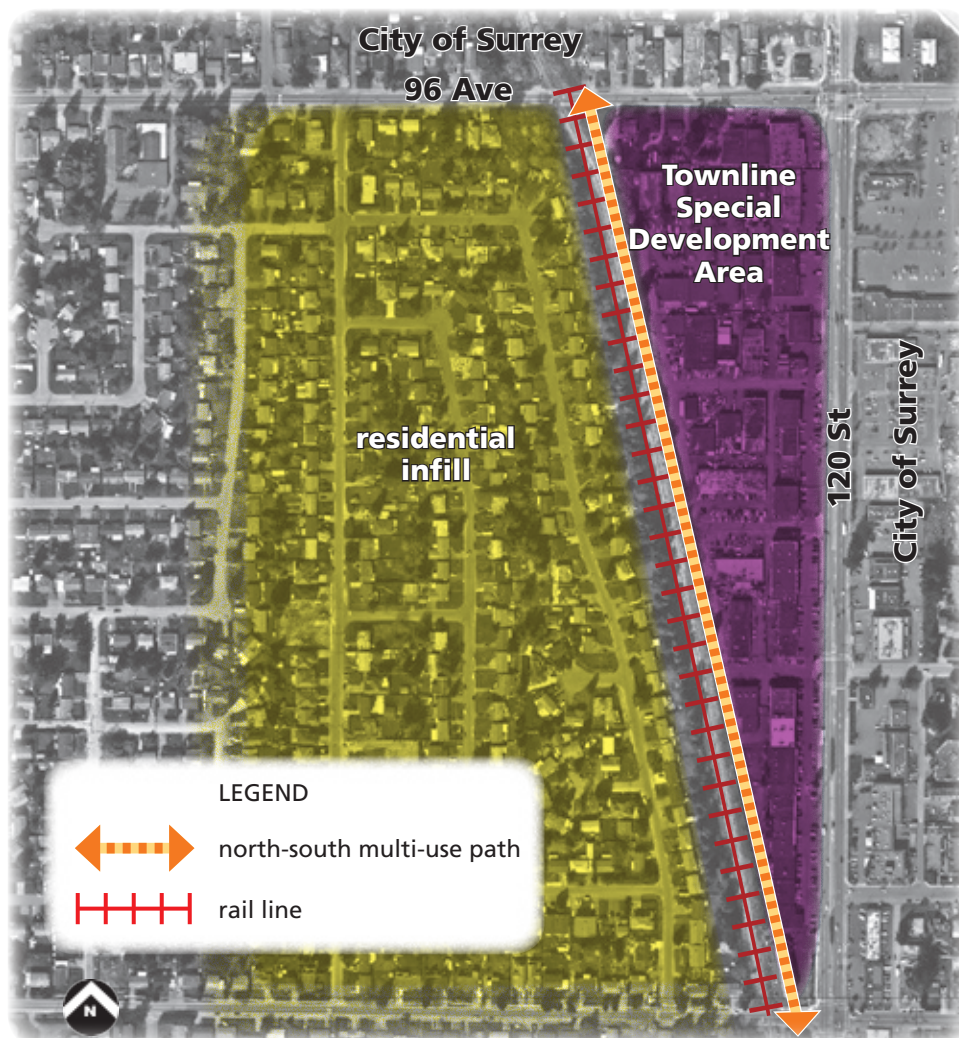 City of Surrey
96 Ave
Townline
Special
Development
Area
residential
infill
120 St
City of Surrey
LEGEND
north-south multi-use path
rail line
N